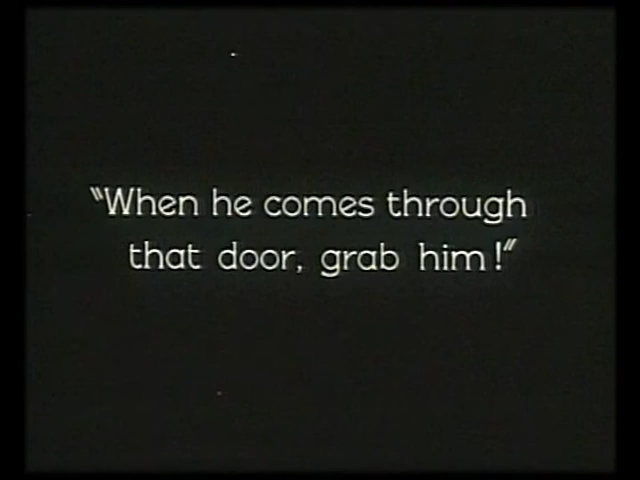 "When he comes through
that door, grab him!"